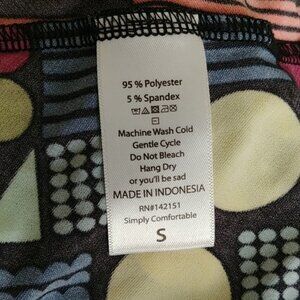 95 % Polyester
5 % Spandex
Machine Wash Cold
Gentle Cycle
Do Not Bleach
Hang Dry
or you'll be sad
MADE IN INDONESIA
RN#142151
Simply Comfortable
S